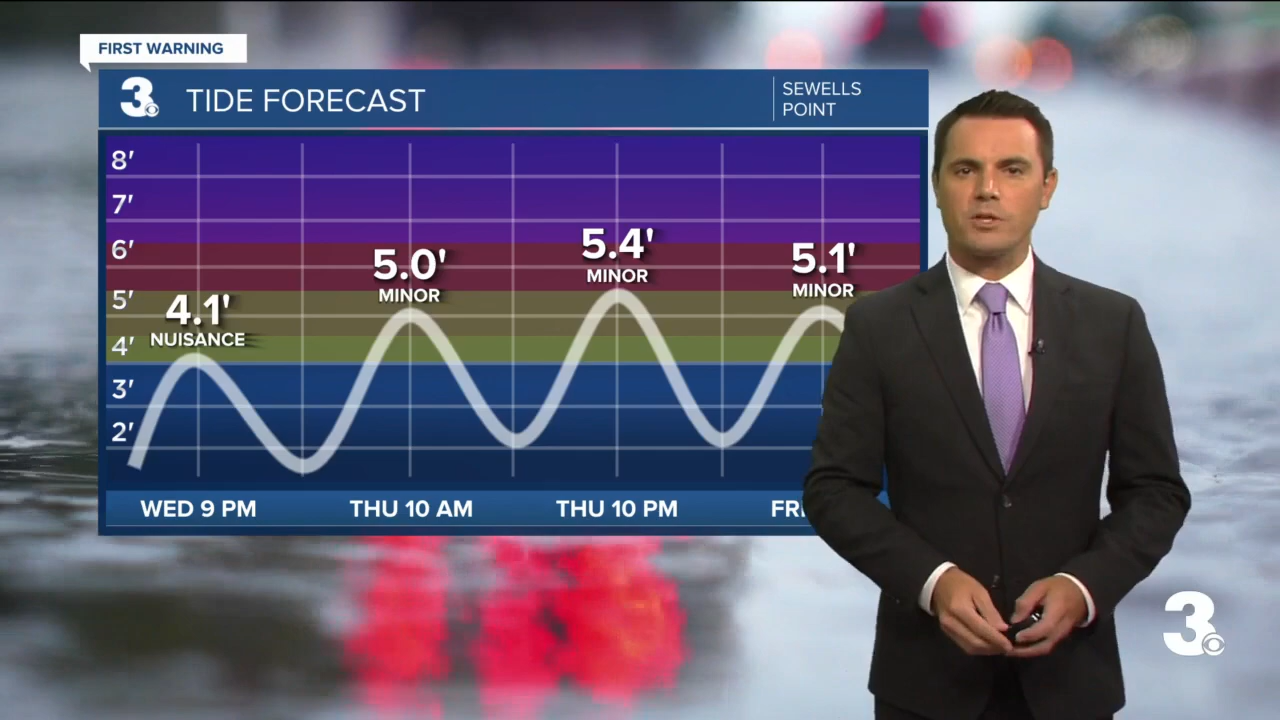 FIRST WARNING
3
TIDE FORECAST
SEWELLS
POINT
8'
7'
6'
5'
4'
3'
2'
4.1'
NUISANCE
5.0'
MINOR
5.4'
MINOR
5.1'
MINOR
WED 9 PM
THU 10 AM
THU 10 PM
FRI
3